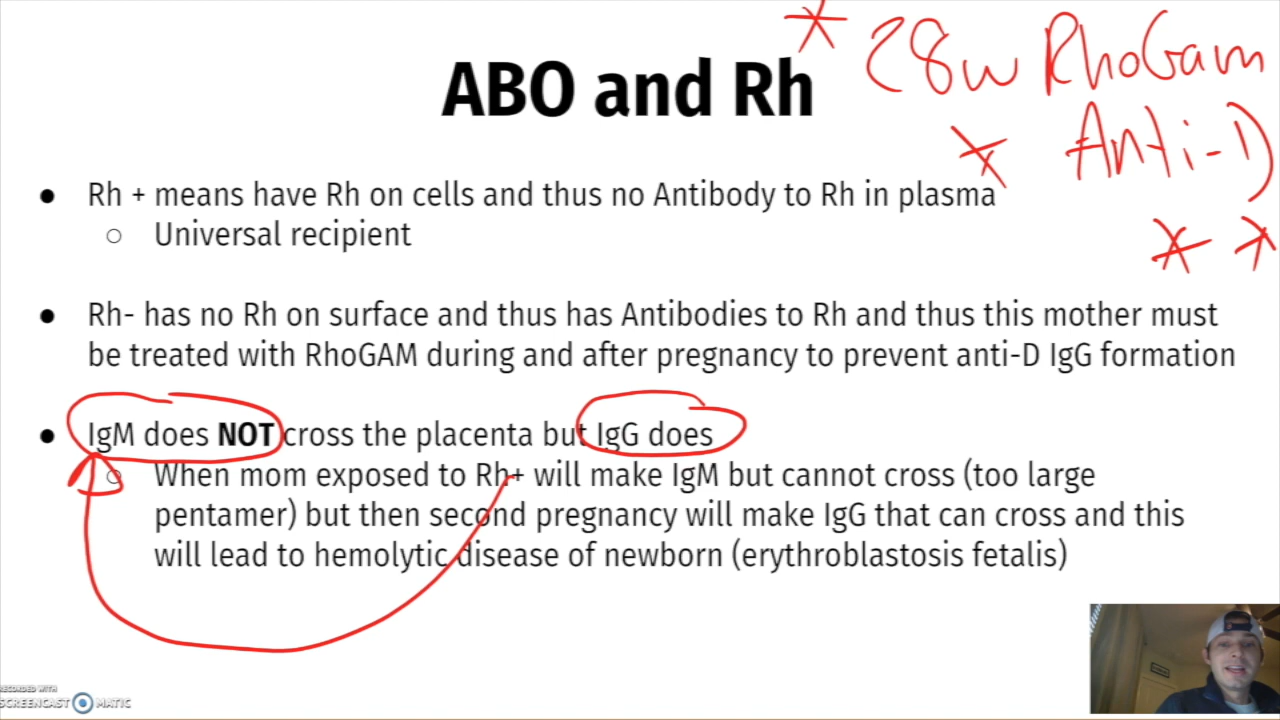 * 28w RhoGam
ABO and Rh
* Anti-D
* *
● Rh + means have Rh on cells and thus no Antibody to Rh in plasma
○ Universal recipient
● Rh- has no Rh on surface and thus has Antibodies to Rh and thus this mother must
be treated with RhoGAM during and after pregnancy to prevent anti-D IgG formation
● IgM does NOT cross the placenta but IgG does
○ When mom exposed to Rh+ will make IgM but cannot cross (too large
pentamer) but then second pregnancy will make IgG that can cross and this
will lead to hemolytic disease of newborn (erythroblastosis fetalis)
RECORDED WITH
SCREENCAST MATIC